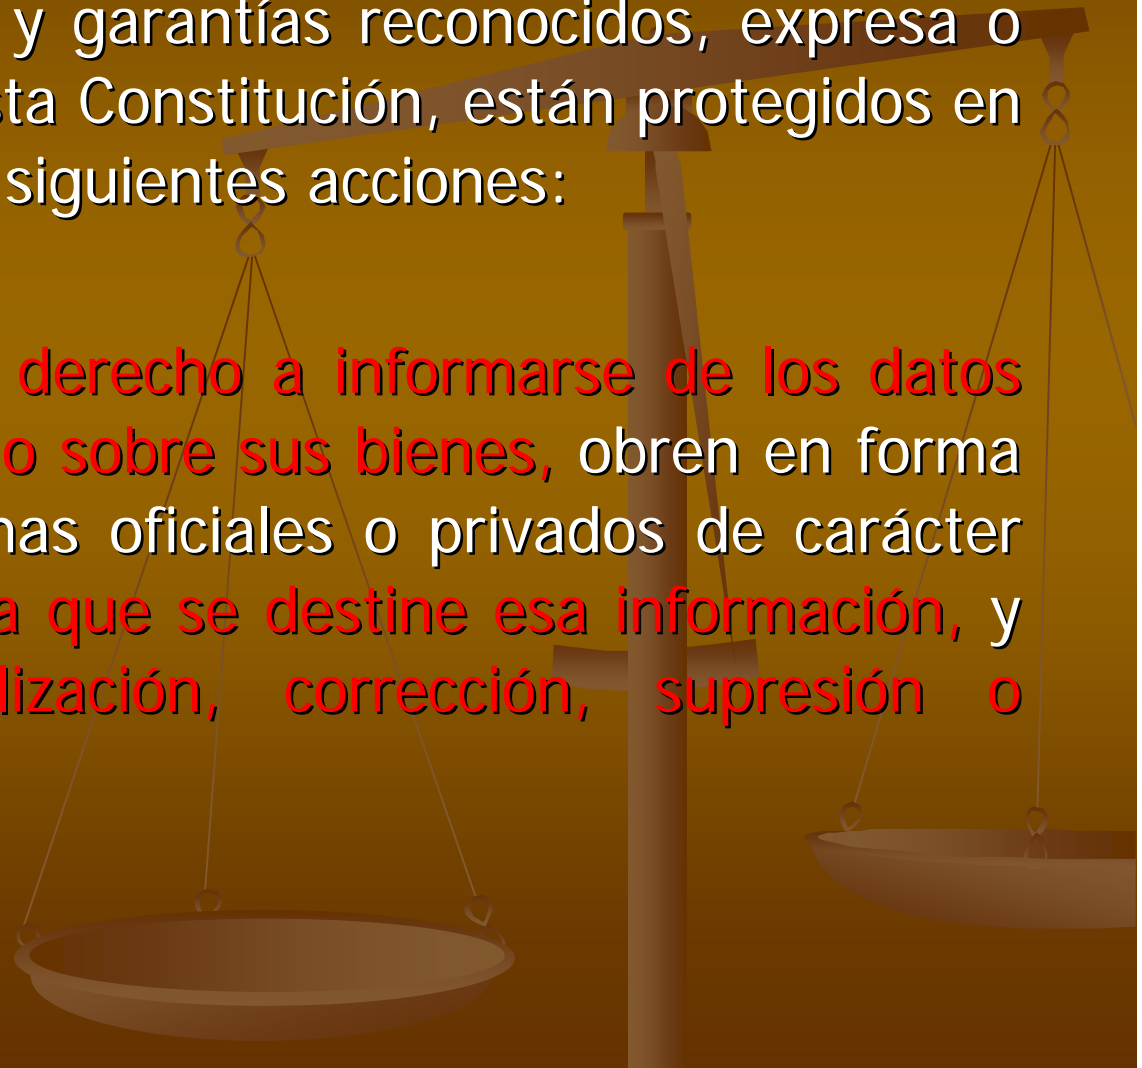 y garantías reconocidos, expresa o
sta Constitución, están protegidos en
siguientes acciones:
derecho a informarse de los datos
o sobre sus bienes, obren en forma
nas oficiales o privados de carácter
a que se destine esa información, y
lización, corrección, supresión o